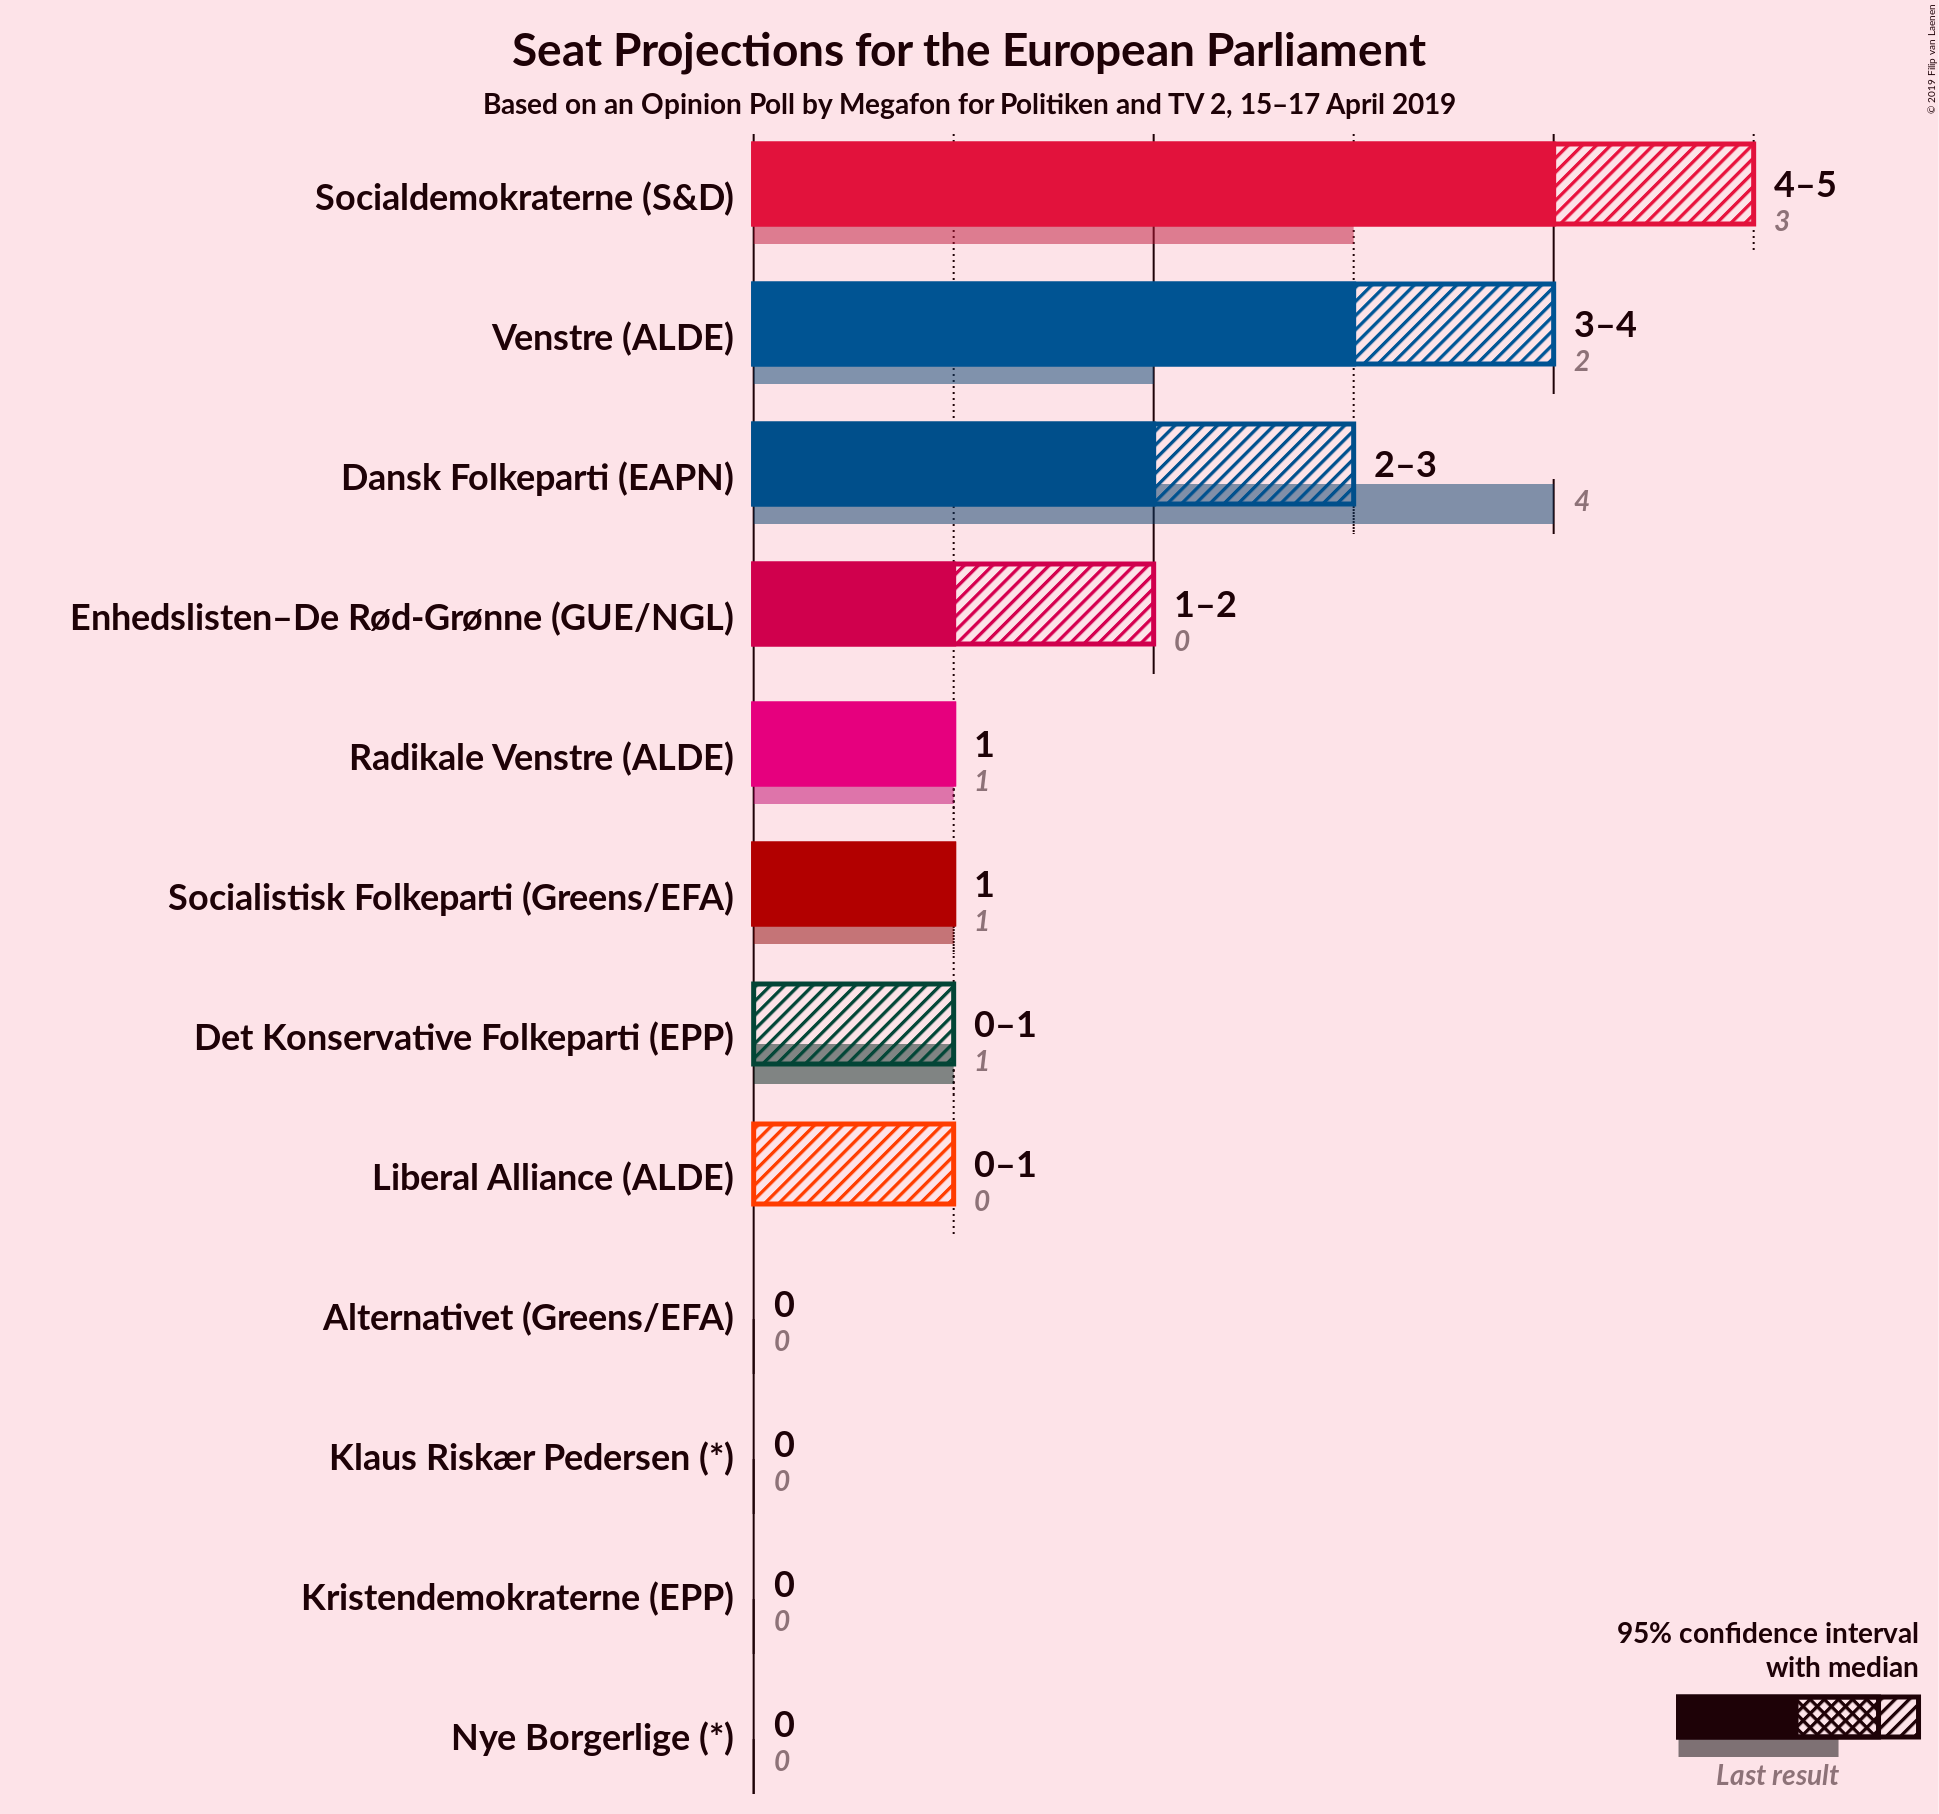 Seat Projections for the European Parliament
Based on an Opinion Poll by Megafon for Politiken and TV 2, 15–17 April 2019
© 2019 Filip van Laenen
Socialdemokraterne (S&D)
4–5
3
Venstre (ALDE)
3–4
2
Dansk Folkeparti (EAPN)
2–3
4
Enhedslisten–De Rød-Grønne (GUE/NGL)
1–2
0
Radikale Venstre (ALDE)
1
1
Socialistisk Folkeparti (Greens/EFA)
1
1
Det Konservative Folkeparti (EPP)
0–1
1
Liberal Alliance (ALDE)
0–1
0
Alternativet (Greens/EFA)
0
0
Klaus Riskær Pedersen (*)
0
0
Kristendemokraterne (EPP)
0
0
Nye Borgerlige (*)
0
0
95% confidence interval
with median
Last result